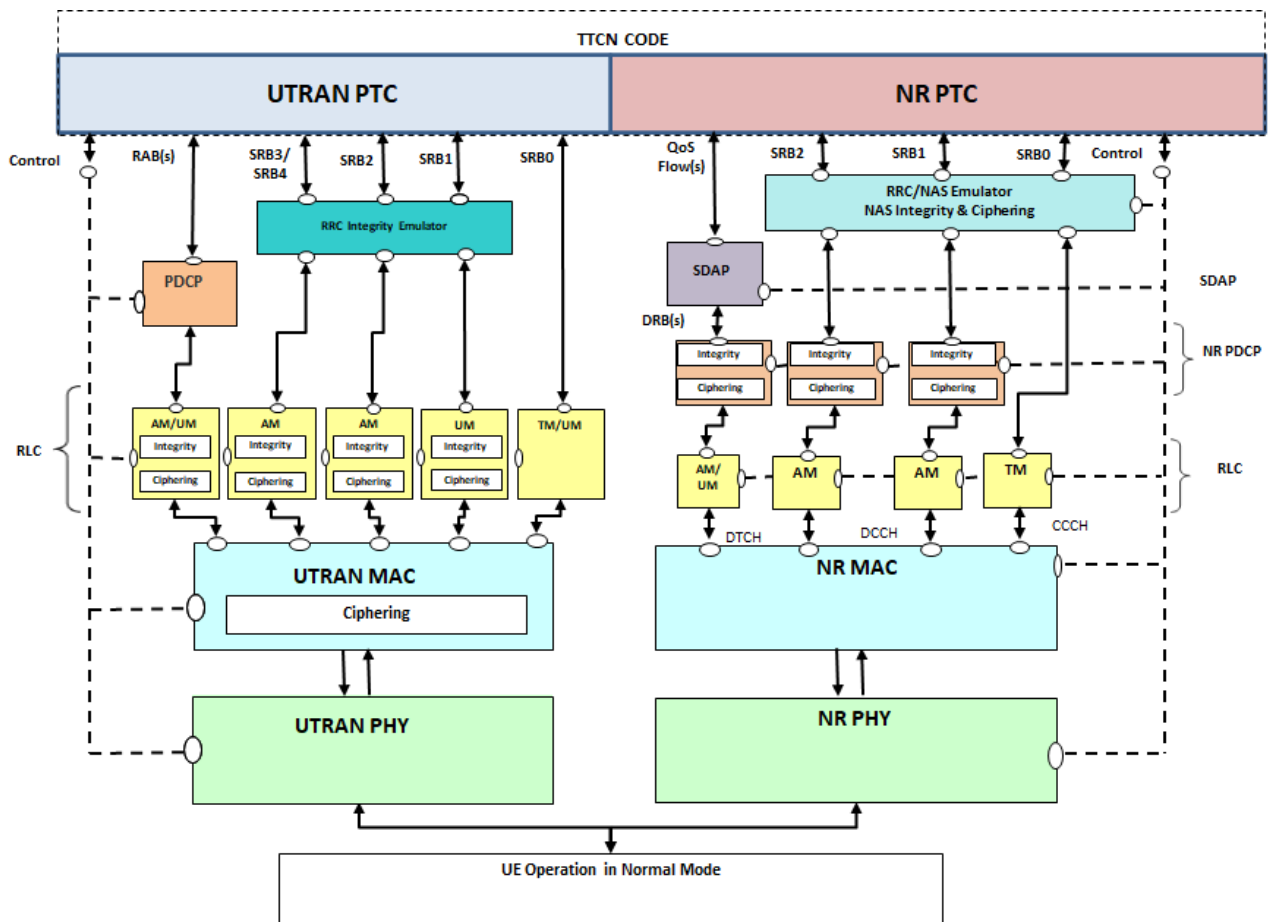 TTCN CODE
UTRAN PTC
NR PTC
Control
RAB(s)
SRB3/
SRB4
SRB2
SRB1
SRB0
QoS
Flow(s)
SRB2
SRB1
SRB0
Control
RRC Integrity Emulator
RRC/NAS Emulator
NAS Integrity & Ciphering
PDCP
SDAP
SDAP
DRB(s)
Integrity
Ciphering
Integrity
Ciphering
Integrity
Ciphering
NR PDCP
RLC
AM/UM
Integrity
Ciphering
AM
Integrity
Ciphering
AM
Integrity
Ciphering
UM
Integrity
Ciphering
TM/UM
AM/
UM
AM
AM
TM
RLC
DTCH
DCCH
CCCH
UTRAN MAC
Ciphering
NR MAC
UTRAN PHY
NR PHY
UE Operation in Normal Mode